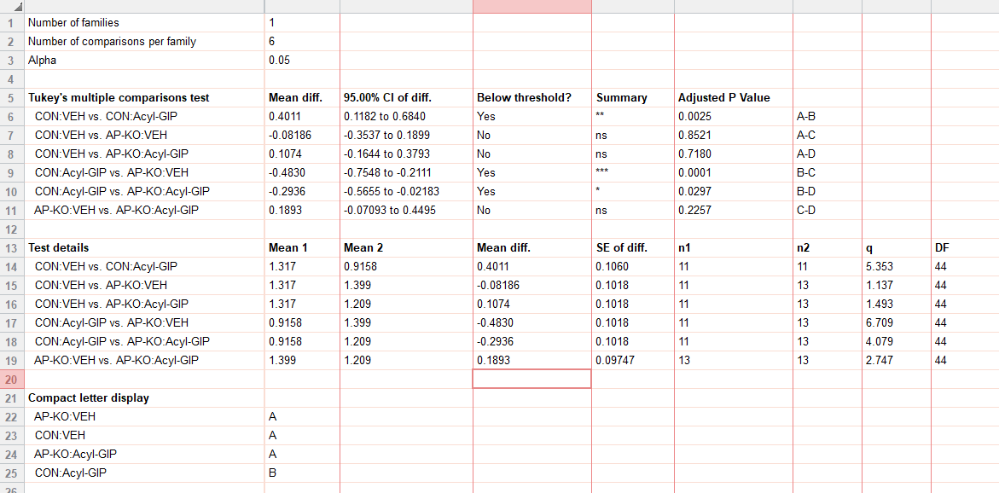 1 Number of families 1
2 Number of comparisons per family 6
3 Alpha 0.05
4
5 Tukey's multiple comparisons test Mean diff. 95.00% CI of diff. Below threshold? Summary Adjusted P Value
6 CON:VEH vs. CON:Acyl-GIP 0.4011 0.1182 to 0.6840 Yes ** 0.0025 A-B
7 CON:VEH vs. AP-KO:VEH -0.08186 -0.3537 to 0.1899 No ns 0.8521 A-C
8 CON:VEH vs. AP-KO:Acyl-GIP 0.1074 -0.1644 to 0.3793 No ns 0.7180 A-D
9 CON:Acyl-GIP vs. AP-KO:VEH -0.4830 -0.7548 to -0.2111 Yes *** 0.0001 B-C
10 CON:Acyl-GIP vs. AP-KO:Acyl-GIP -0.2936 -0.5655 to -0.02183 Yes * 0.0297 B-D
11 AP-KO:VEH vs. AP-KO:Acyl-GIP 0.1893 -0.07093 to 0.4495 No ns 0.2257 C-D
12
13 Test details Mean 1 Mean 2 Mean diff. SE of diff. n1 n2 q DF
14 CON:VEH vs. CON:Acyl-GIP 1.317 0.9158 0.4011 0.1060 11 11 5.353 44
15 CON:VEH vs. AP-KO:VEH 1.317 1.399 -0.08186 0.1018 11 13 1.137 44
16 CON:VEH vs. AP-KO:Acyl-GIP 1.317 1.209 0.1074 0.1018 11 13 1.493 44
17 CON:Acyl-GIP vs. AP-KO:VEH 0.9158 1.399 -0.4830 0.1018 11 13 6.709 44
18 CON:Acyl-GIP vs. AP-KO:Acyl-GIP 0.9158 1.209 -0.2936 0.1018 11 13 4.079 44
19 AP-KO:VEH vs. AP-KO:Acyl-GIP 1.399 1.209 0.1893 0.09747 13 13 2.747 44
20
21 Compact letter display
22 AP-KO:VEH A
23 CON:VEH A
24 AP-KO:Acyl-GIP A
25 CON:Acyl-GIP B
26